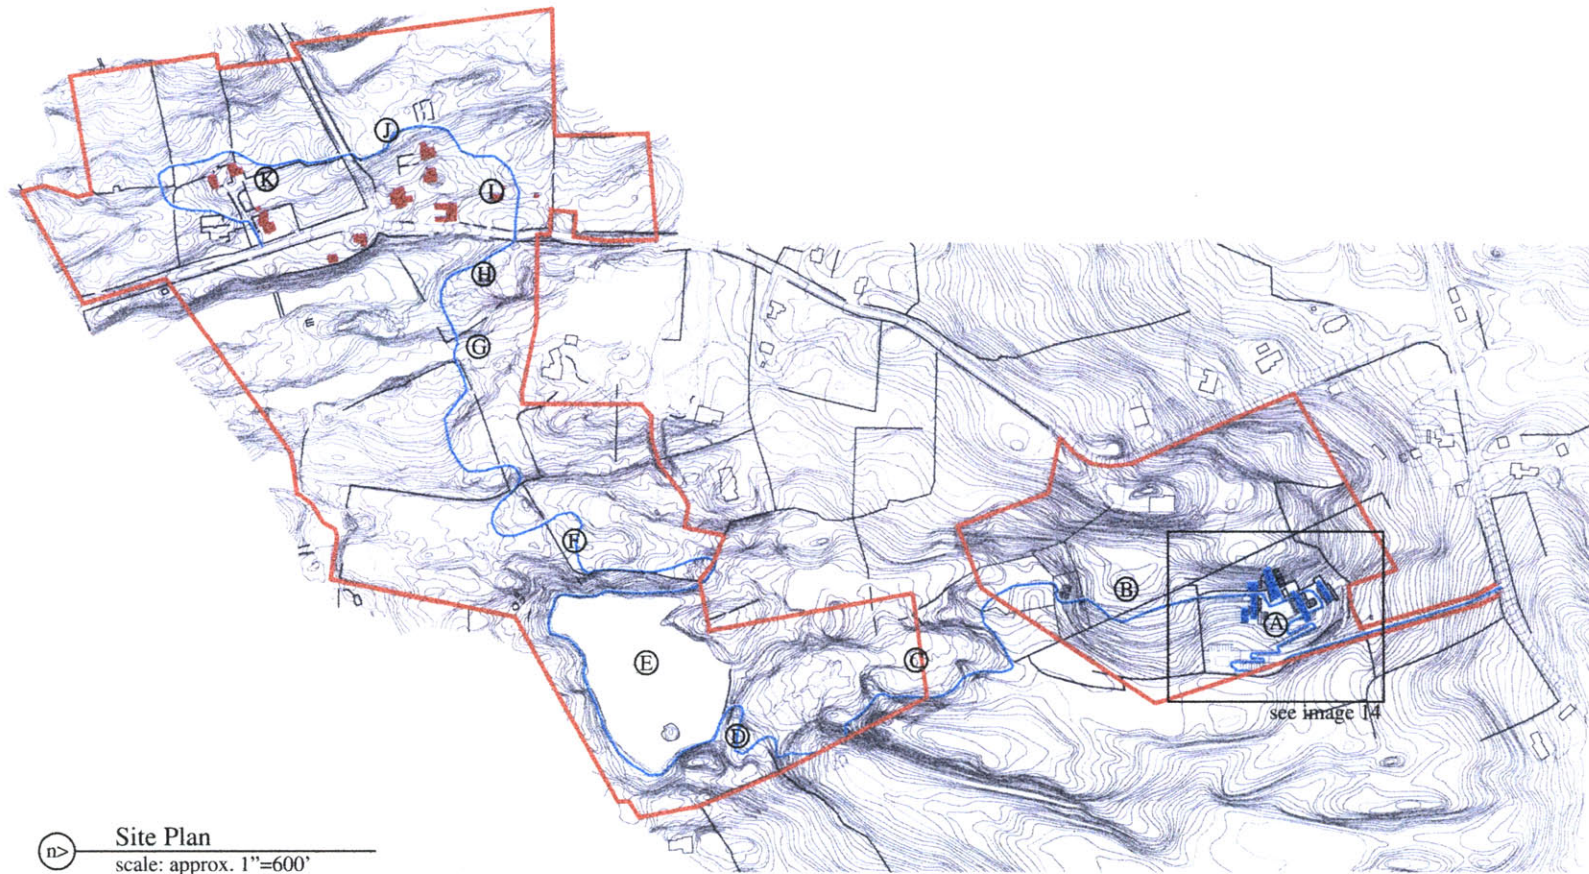 J
K
I
H
G
F
B
A
E
C
D
see image 14
n>
Site Plan
scale: approx. 1"=600'